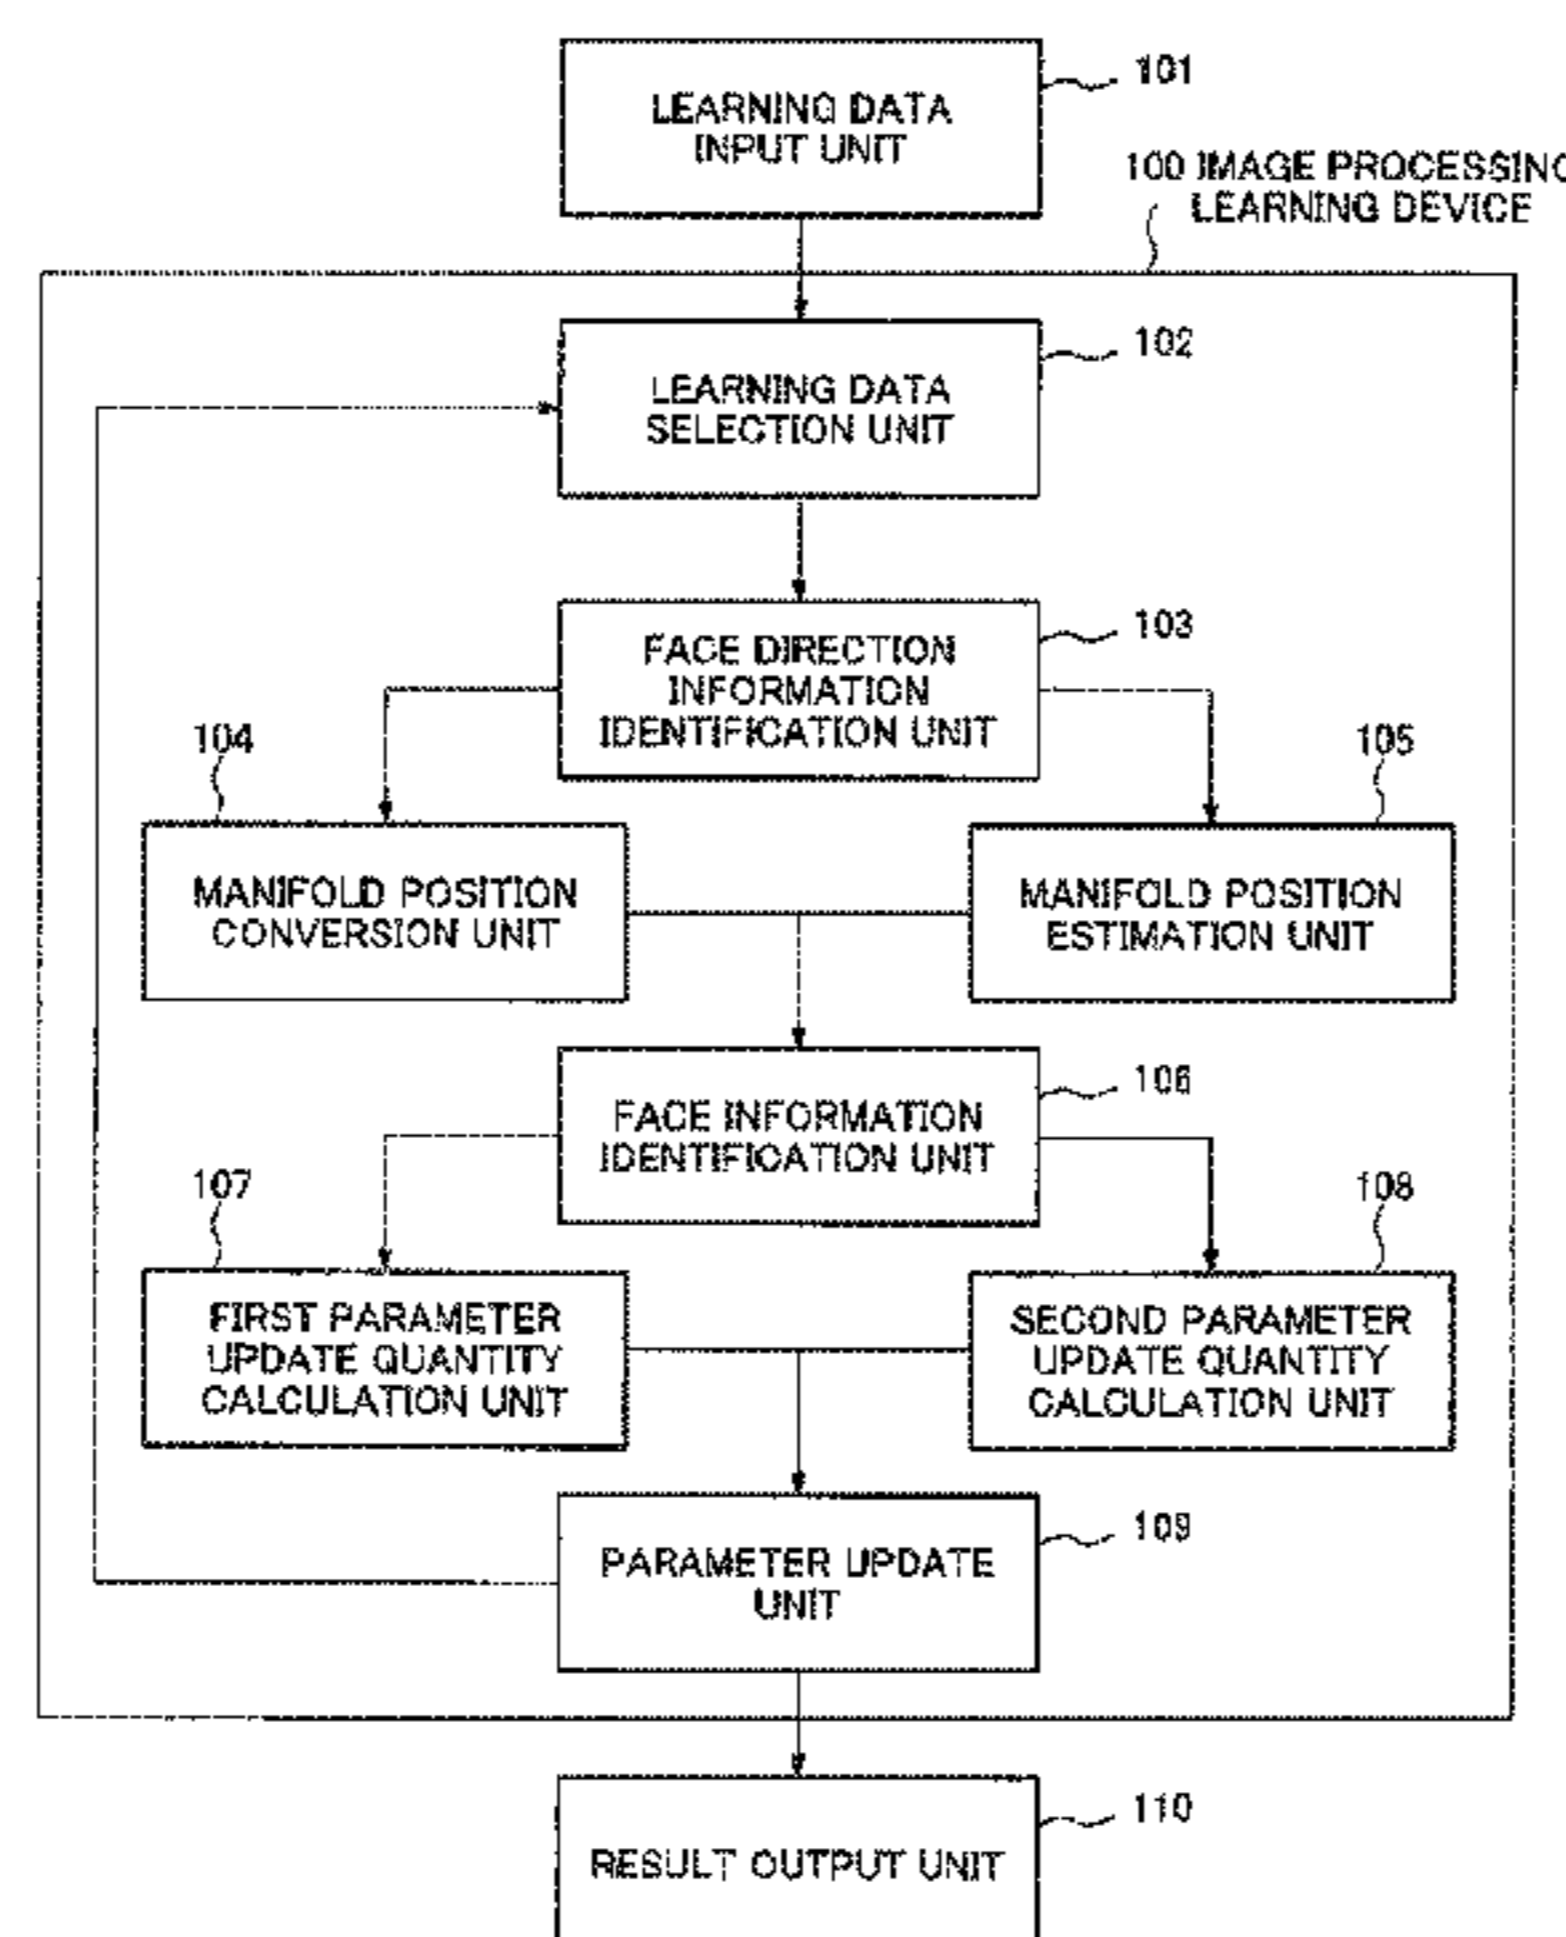 101
LEARNING DATA
INPUT UNIT
100 IMAGE PROCESSING
LEARNING DEVICE
102
LEARNING DATA
SELECTION UNIT
103
FACE DIRECTION
INFORMATION
IDENTIFICATION UNIT
104
105
MANIFOLD POSITION
CONVERSION UNIT
MANIFOLD POSITION
ESTIMATION UNIT
106
FACE INFORMATION
IDENTIFICATION UNIT
107
108
FIRST PARAMETER
UPDATE QUANTITY
CALCULATION UNIT
SECOND PARAMETER
UPDATE QUANTITY
CALCULATION UNIT
109
PARAMETER UPDATE
UNIT
110
RESULT OUTPUT UNIT